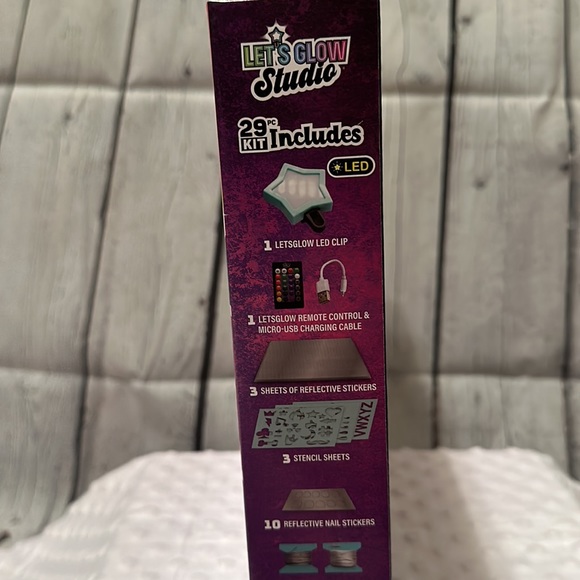 LET'S GLOW
Studio
29 PC
KIT Includes
LED
1 LETSGLOW LED CLIP
1 LETSGLOW REMOTE CONTROL &
MICRO-USB CHARGING CABLE
3 SHEETS OF REFLECTIVE STICKERS
VWXYZ
3 STENCIL SHEETS
10 REFLECTIVE NAIL STICKERS